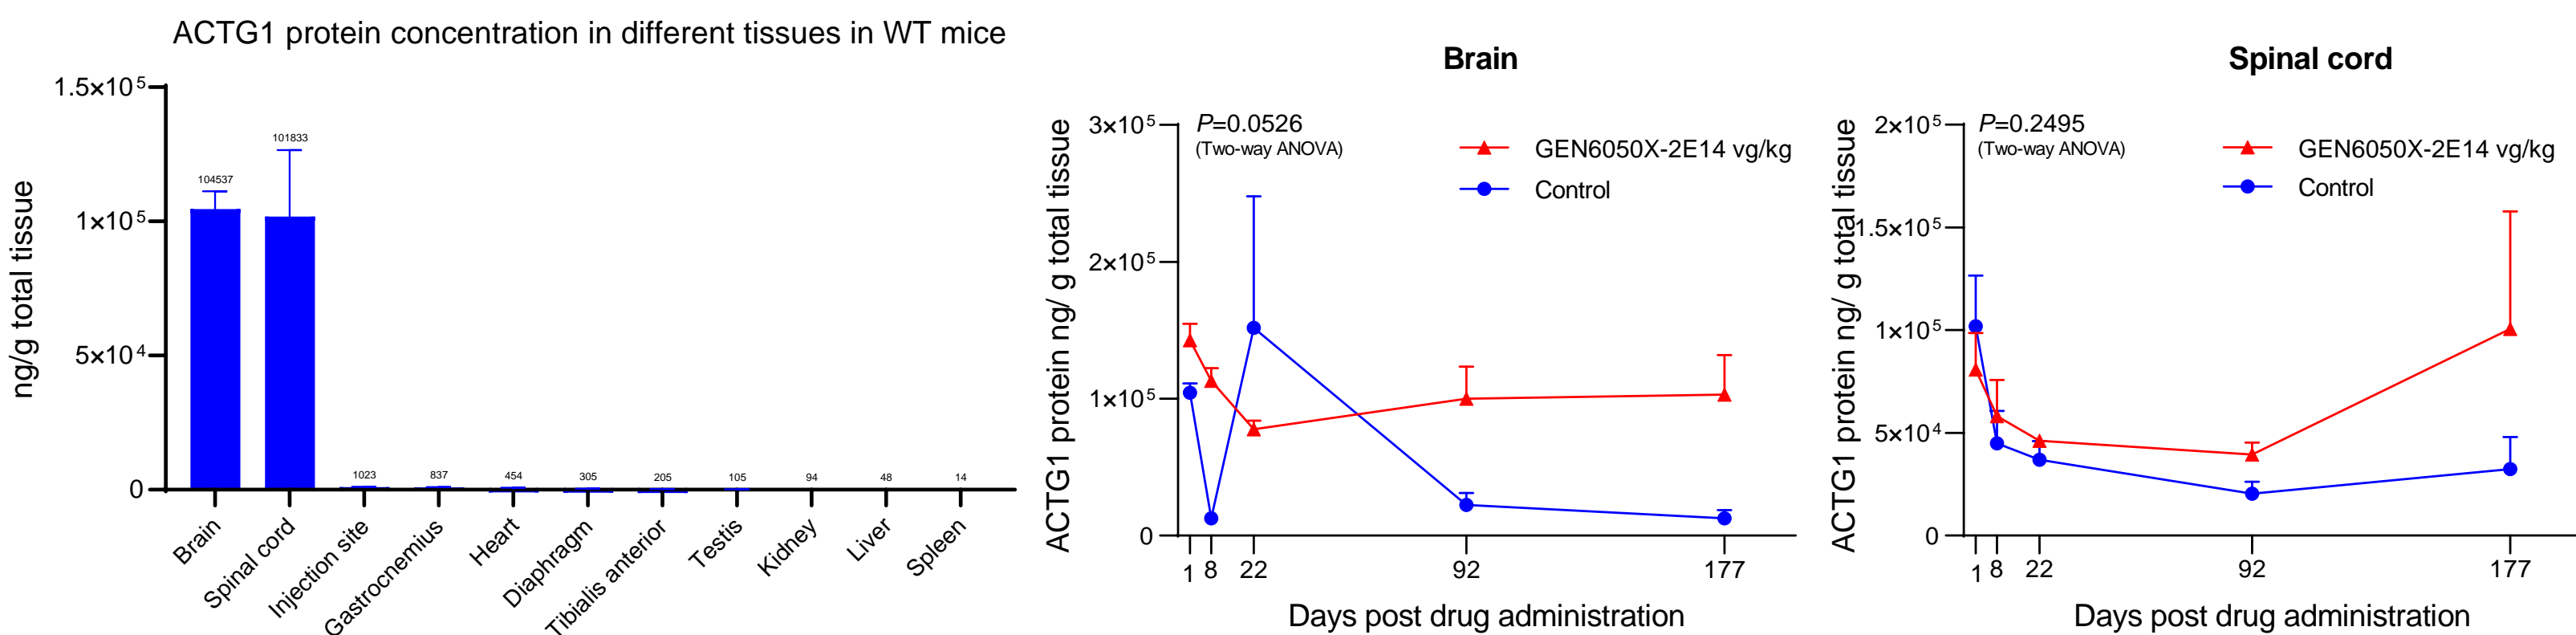 ACTG1 protein concentration in different tissues in WT mice
ng/g total tissue
1.5×10⁵
1×10⁵
5×10⁴
0
104537
101833
1023
837
454
305
205
105
94
48
14
Brain
Spinal cord
Injection site
Gastrocnemius
Heart
Diaphragm
Tibialis anterior
Testis
Kidney
Liver
Spleen
Brain
ACTG1 protein ng/ g total tissue
3×10⁵
2×10⁵
1×10⁵
0
P=0.0526
(Two-way ANOVA)
GEN6050X-2E14 vg/kg
Control
1 8 22 92 177
Days post drug administration
Spinal cord
ACTG1 protein ng/ g total tissue
2×10⁵
1.5×10⁵
1×10⁵
5×10⁴
0
P=0.2495
(Two-way ANOVA)
GEN6050X-2E14 vg/kg
Control
1 8 22 92 177
Days post drug administration